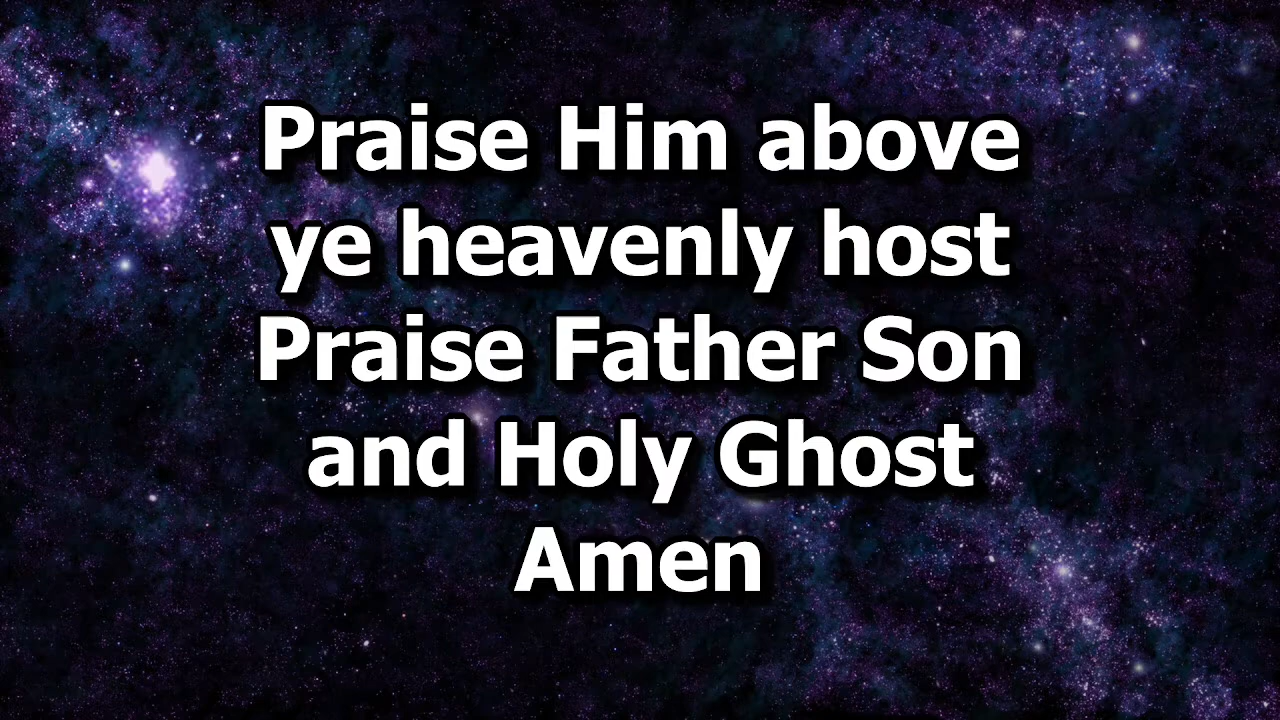 Praise Him above
ye heavenly host
Praise Father Son
and Holy Ghost
Amen